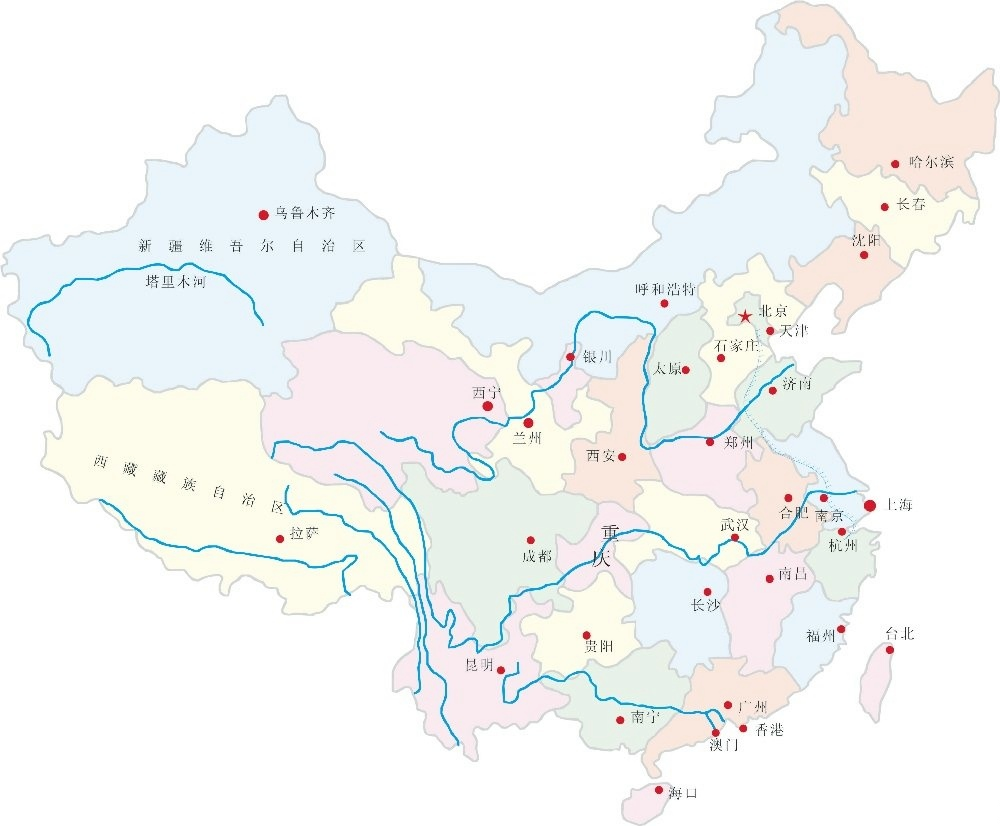 哈尔滨
长春
乌鲁木齐
沈阳
新疆维吾尔自治区
塔里木河
呼和浩特
北京
天津
石家庄
银川
太原
济南
西宁
兰州
郑州
西安
西藏藏族自治区
合肥
南京
上海
拉萨
武汉
重庆
成都
杭州
南昌
长沙
福州
台北
贵阳
昆明
广州
南宁
香港
澳门
海口